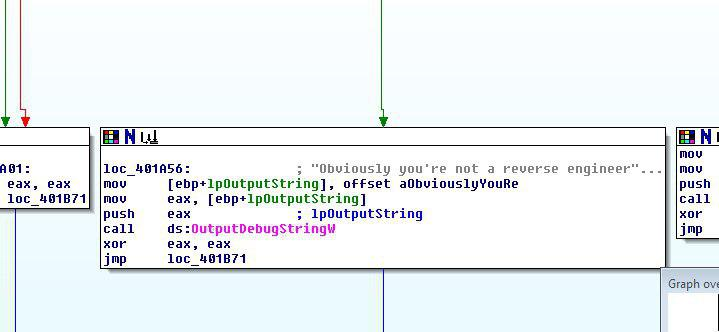 A01:
eax, eax
loc_401B71
loc_401A56: ; "Obviously you're not a reverse engineer"...
mov [ebp+lpOutputString], offset aObviouslyYouRe
mov eax, [ebp+lpOutputString]
push eax ; lpOutputString
call ds:OutputDebugStringW
xor eax, eax
jmp loc_401B71
mov
mov
push
call
xor
jmp
Graph ove